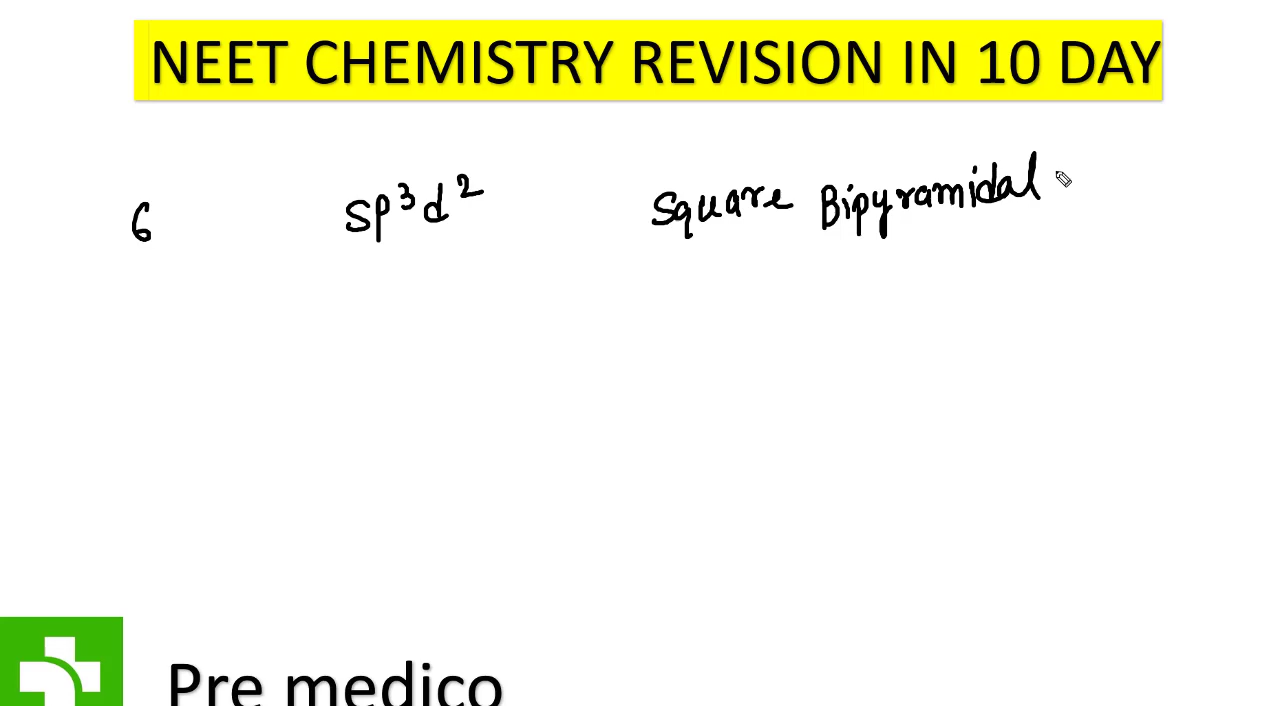 NEET CHEMISTRY REVISION IN 10 DAY
6 sp³d² Square Bipyramidal
Pre medico